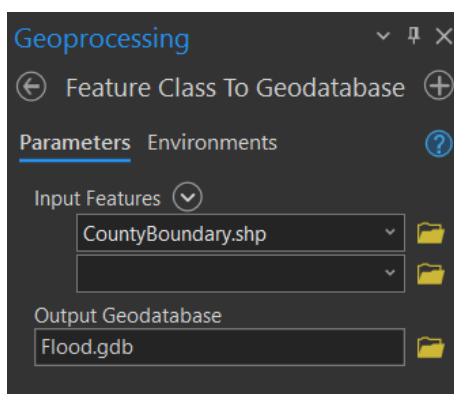 Geoprocessing
Feature Class To Geodatabase
Parameters Environments
Input Features
CountyBoundary.shp
Output Geodatabase
Flood.gdb